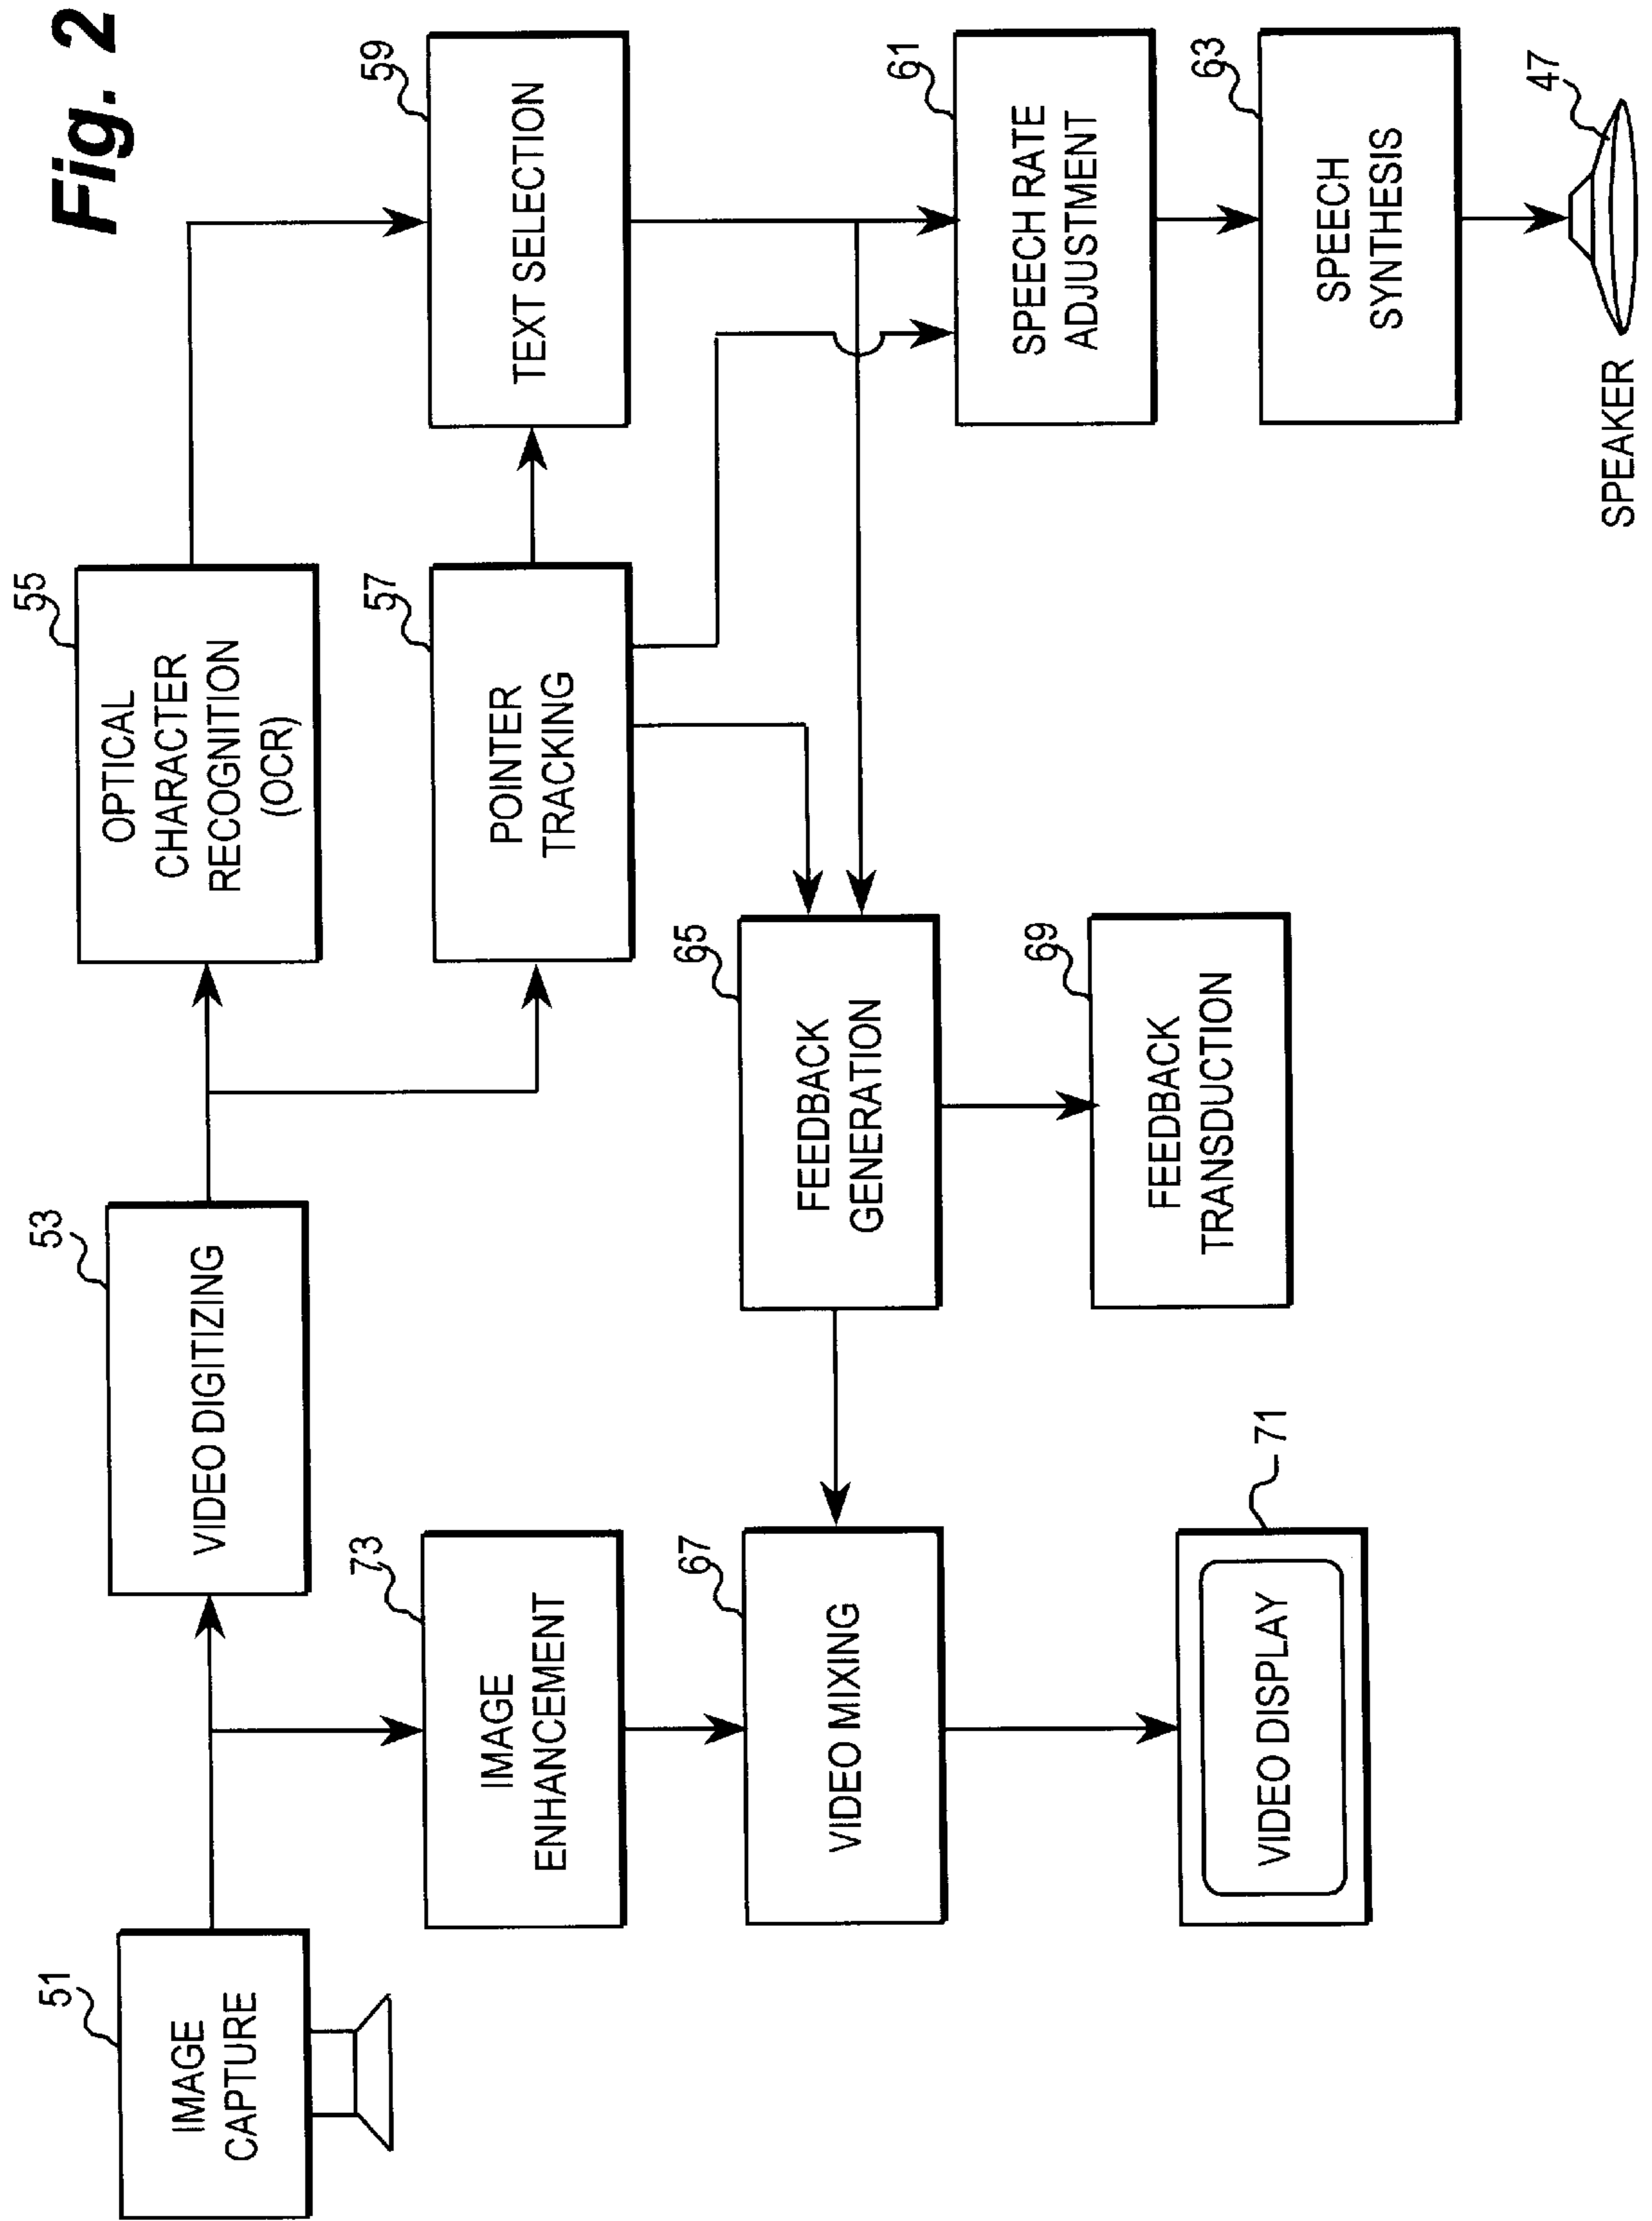 Fig. 2
51
IMAGE
CAPTURE
53
VIDEO DIGITIZING
55
OPTICAL
CHARACTER
RECOGNITION
(OCR)
73
IMAGE
ENHANCEMENT
57
POINTER
TRACKING
59
TEXT SELECTION
67
VIDEO MIXING
65
FEEDBACK
GENERATION
61
SPEECH RATE
ADJUSTMENT
69
FEEDBACK
TRANSDUCTION
63
SPEECH
SYNTHESIS
71
VIDEO DISPLAY
47
SPEAKER